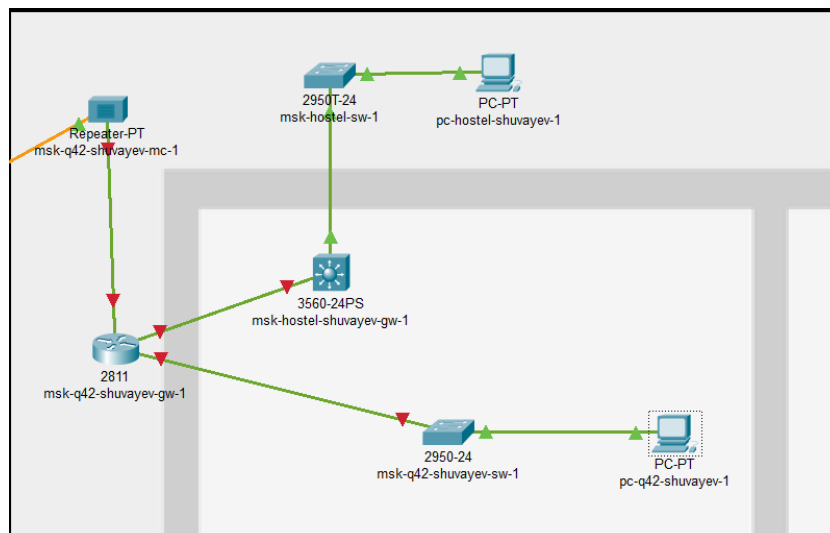 2950T-24
msk-hostel-sw-1
PC-PT
pc-hostel-shuvayev-1
Repeater-PT
msk-q42-shuvayev-mc-1
3560-24PS
msk-hostel-shuvayev-gw-1
2811
msk-q42-shuvayev-gw-1
2950-24
msk-q42-shuvayev-sw-1
PC-PT
pc-q42-shuvayev-1